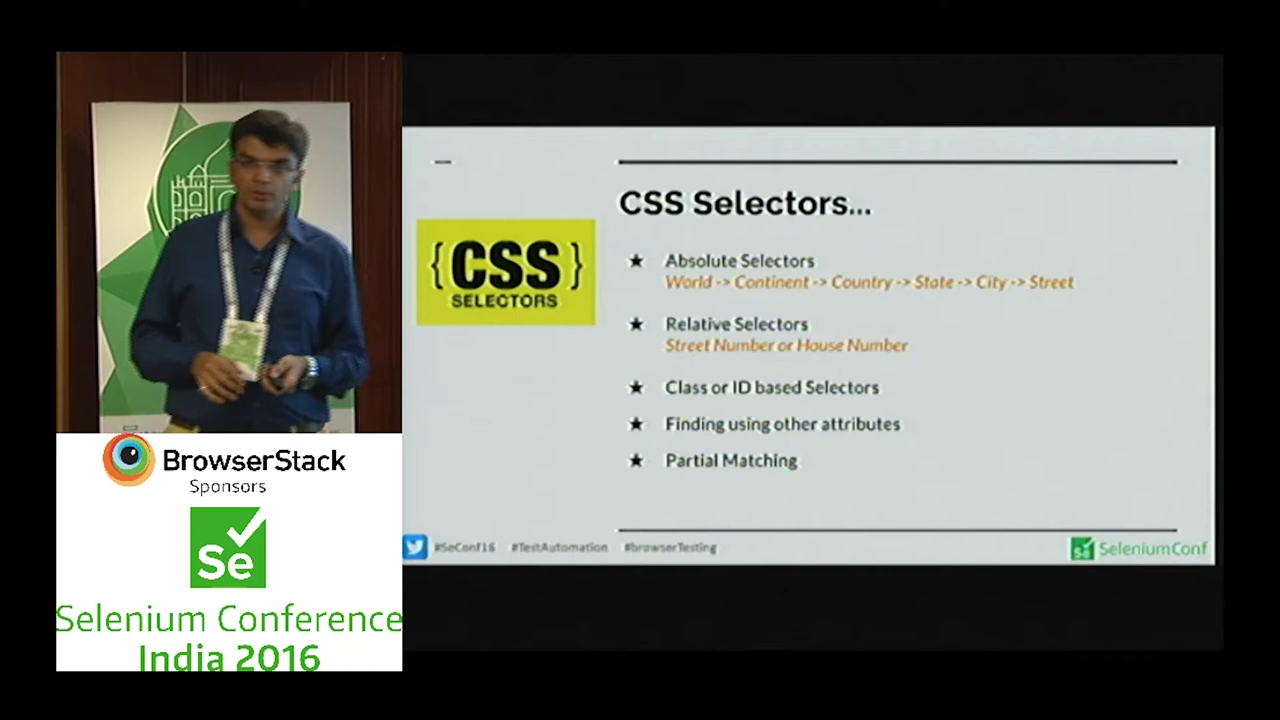 CSS Selectors...
{CSS}
SELECTORS
★ Absolute Selectors
World -> Continent -> Country -> State -> City -> Street
★ Relative Selectors
Street Number or House Number
★ Class or ID based Selectors
★ Finding using other attributes
★ Partial Matching
#SeConf16 #TestAutomation #browserTesting
Se SeleniumConf
BrowserStack
Sponsors
Se
Selenium Conference
India 2016